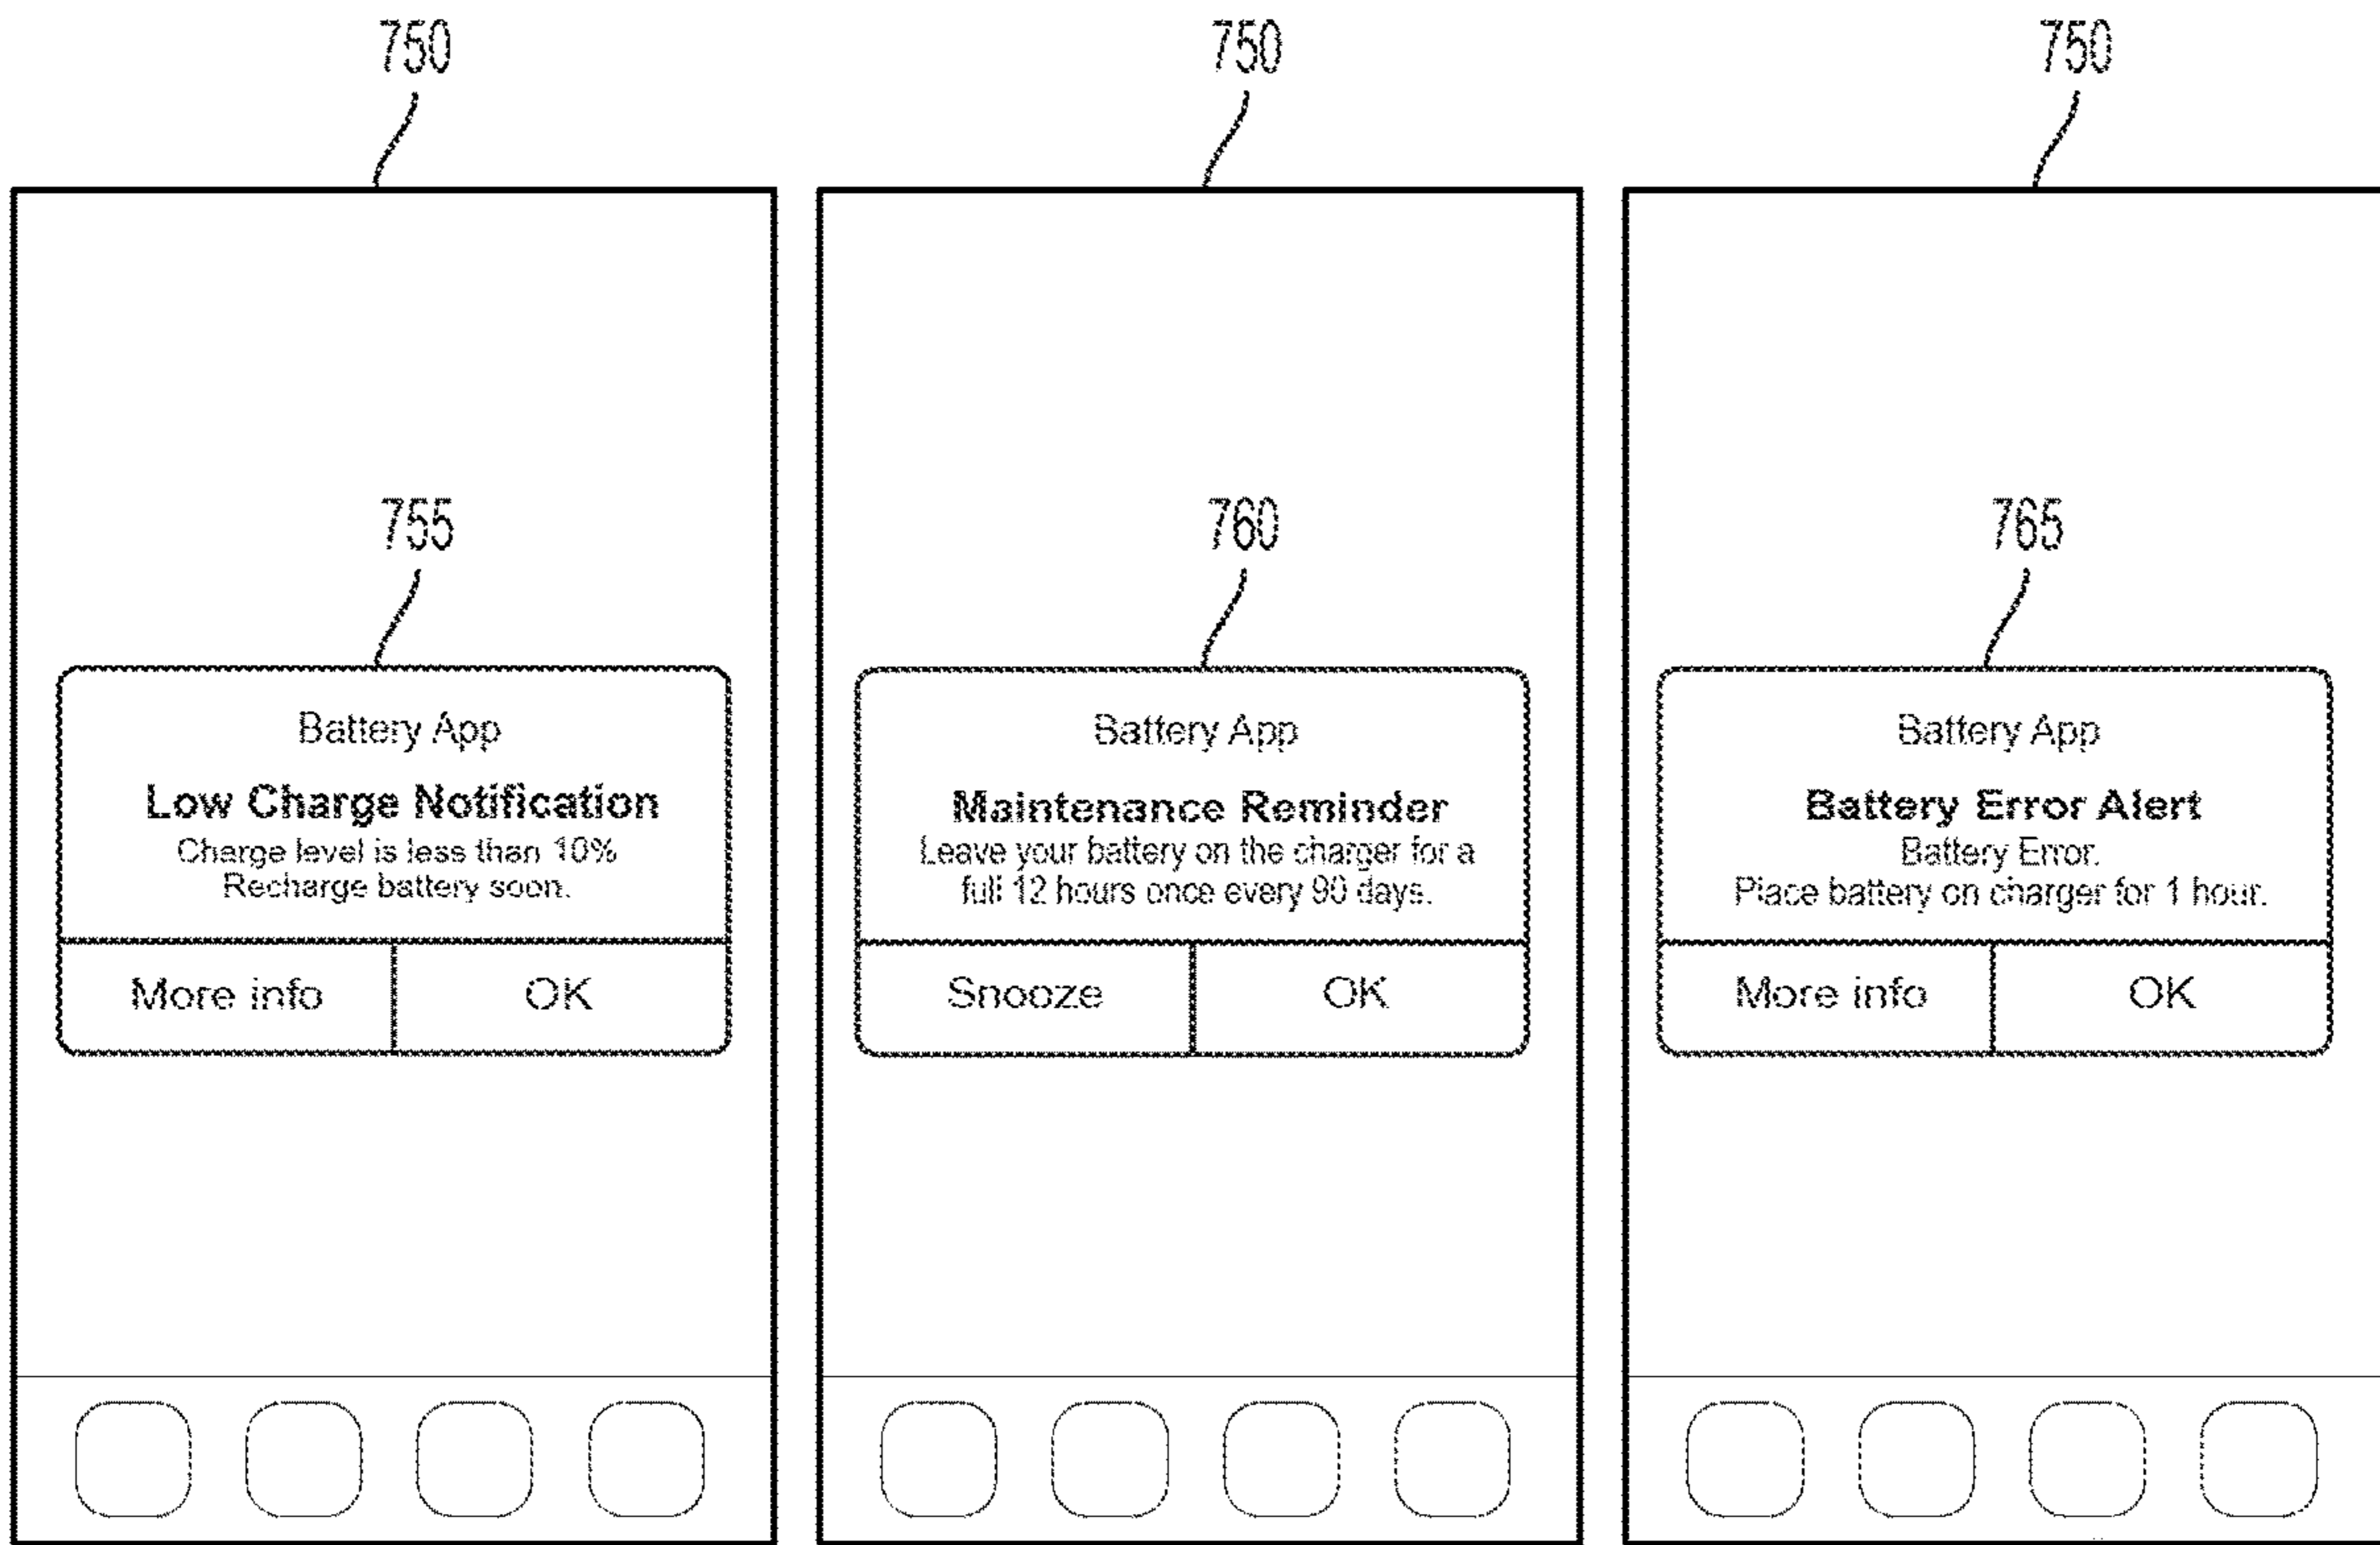 750
750
750
755
760
765
Battery App
Low Charge Notification
Charge level is less than 10%
Recharge battery soon.
More info
OK
Battery App
Maintenance Reminder
Leave your battery on the charger for a
full 12 hours once every 90 days.
Snooze
OK
Battery App
Battery Error Alert
Battery Error.
Place battery on charger for 1 hour.
More info
OK